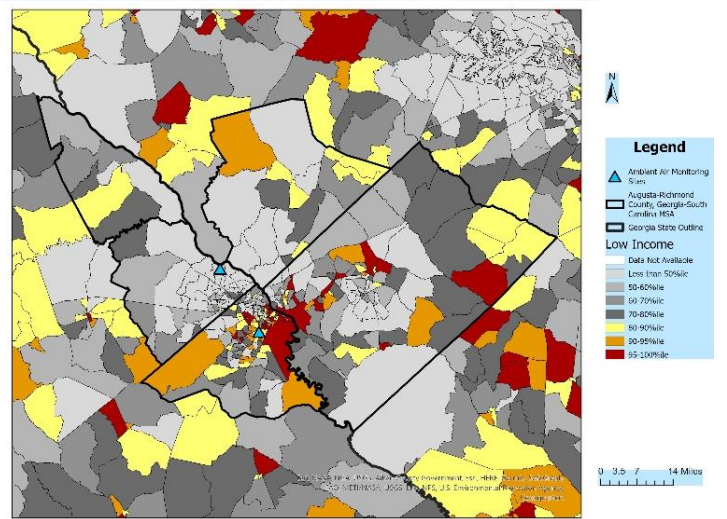 N
Legend
Ambient Air Monitoring
Sites
Augusta-Richmond
County, Georgia-South
Carolina MSA
Georgia State Outline
Low Income
Data Not Available
Less than 50%ile
50-60%ile
60-70%ile
70-80%ile
80-90%ile
90-95%ile
95-100%ile
0 3.5 7 14 Miles